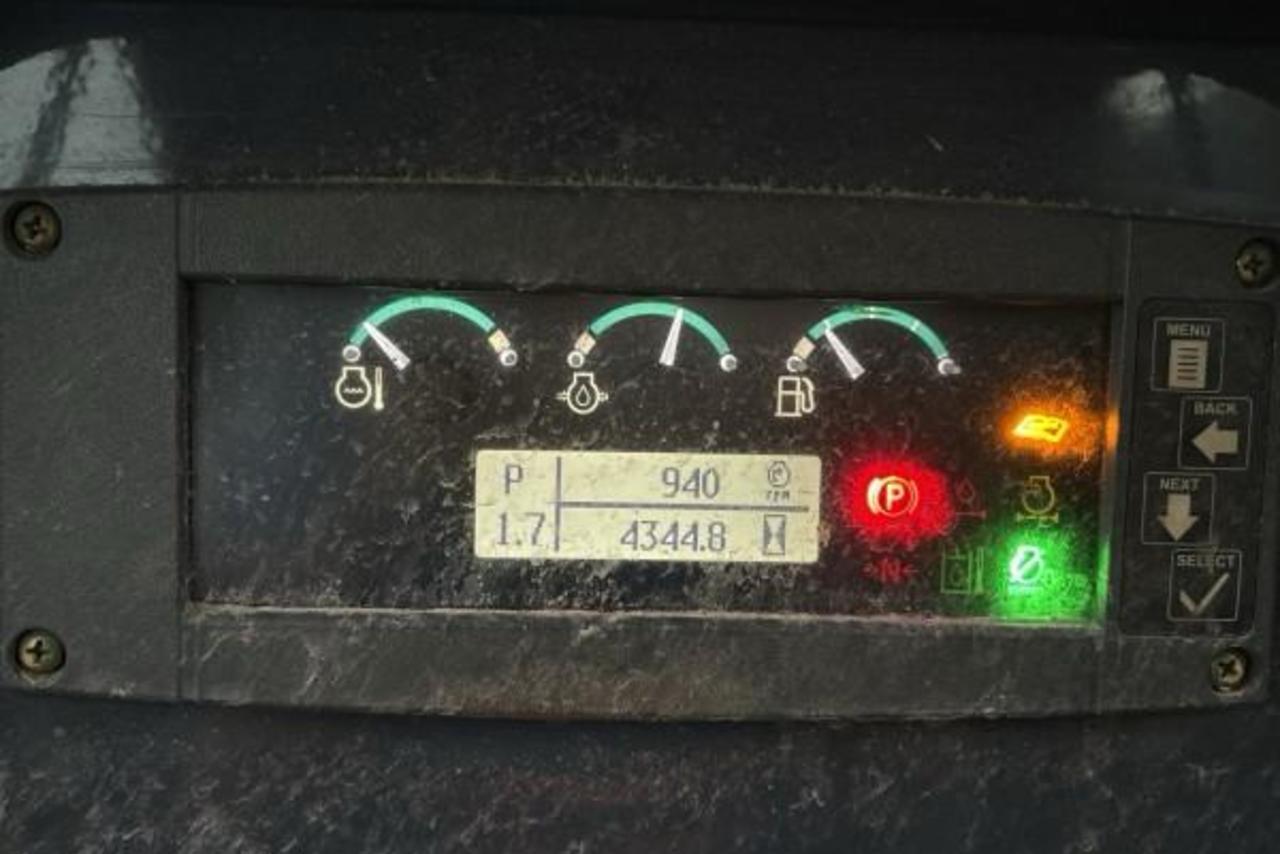 MENU
BACK
NEXT
SELECT
P 940
RPM
1.7 4344.8
P
N